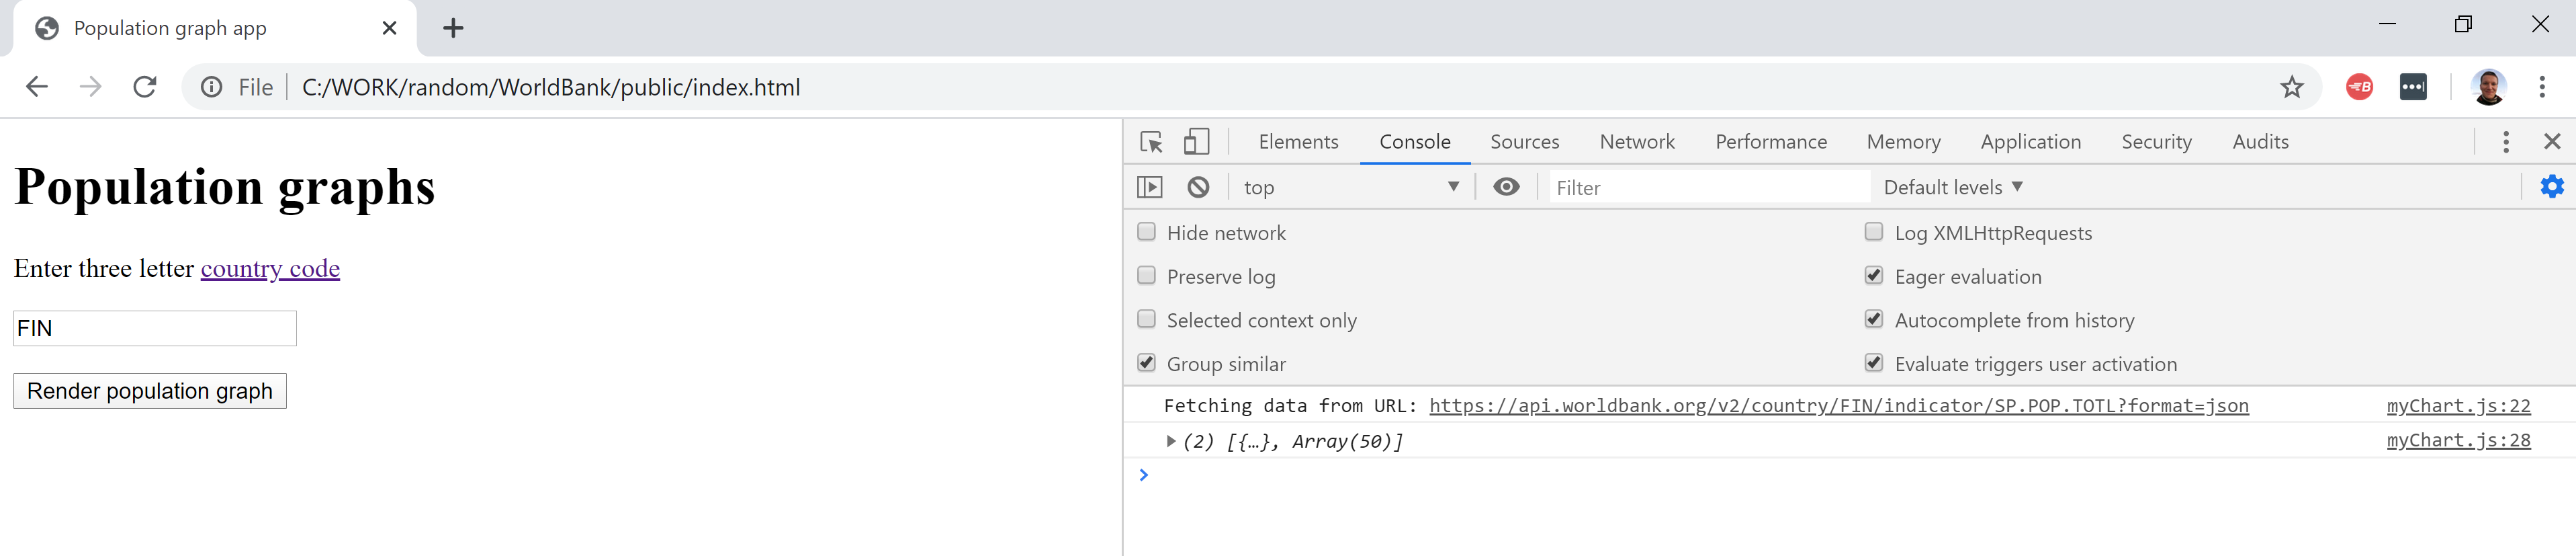 Population graph app
File C:/WORK/random/WorldBank/public/index.html
Population graphs
Enter three letter country code
FIN
Render population graph
Elements Console Sources Network Performance Memory Application Security Audits
top Filter Default levels
Hide network
Log XMLHttpRequests
Preserve log
Eager evaluation
Selected context only
Autocomplete from history
Group similar
Evaluate triggers user activation
Fetching data from URL: https://api.worldbank.org/v2/country/FIN/indicator/SP.POP.TOTL?format=json myChart.js:22
(2) [{…}, Array(50)] myChart.js:28